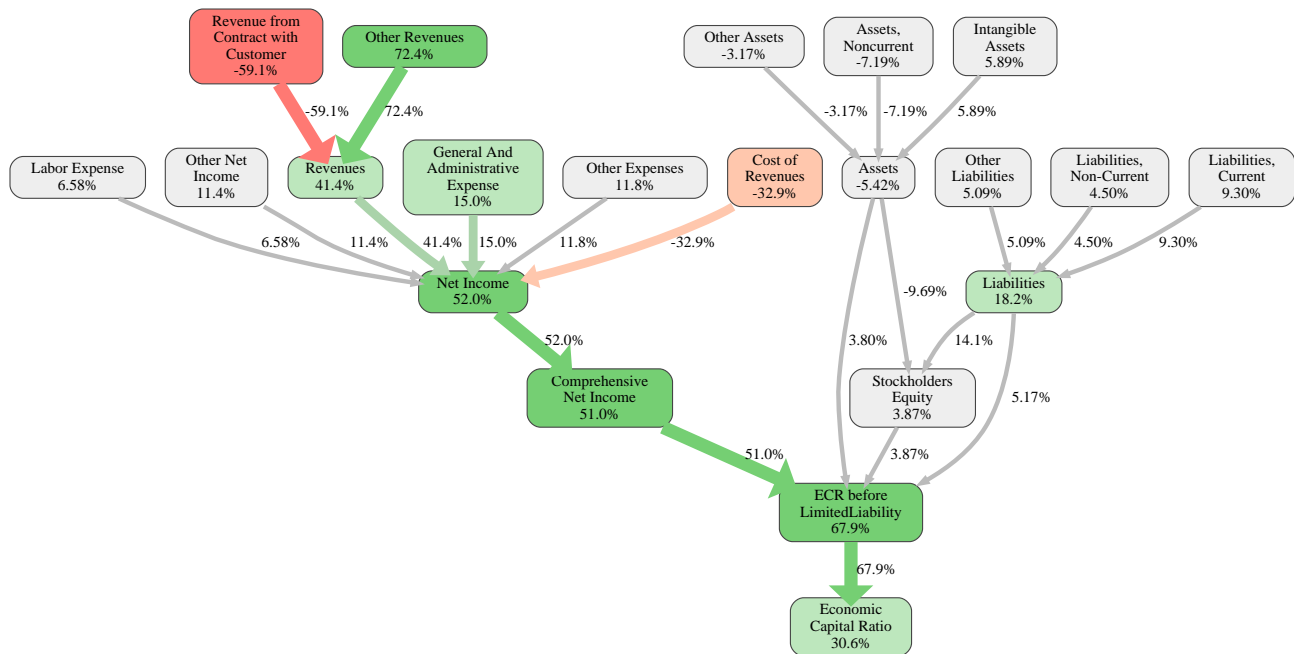 Revenue from
Contract with
Customer
-59.1%
Other Revenues
72.4%
Other Assets
-3.17%
Assets,
Noncurrent
-7.19%
Intangible
Assets
5.89%
-59.1%
72.4%
-3.17%
-7.19%
5.89%
Labor Expense
6.58%
Other Net
Income
11.4%
Revenues
41.4%
General And
Administrative
Expense
15.0%
Other Expenses
11.8%
Cost of
Revenues
-32.9%
Assets
-5.42%
Other
Liabilities
5.09%
Liabilities,
Non-Current
4.50%
Liabilities,
Current
9.30%
6.58%
11.4%
41.4%
15.0%
11.8%
-32.9%
5.09%
4.50%
9.30%
Net Income
52.0%
-9.69%
Liabilities
18.2%
52.0%
3.80%
14.1%
Comprehensive
Net Income
51.0%
Stockholders
Equity
3.87%
5.17%
51.0%
3.87%
ECR before
LimitedLiability
67.9%
67.9%
Economic
Capital Ratio
30.6%